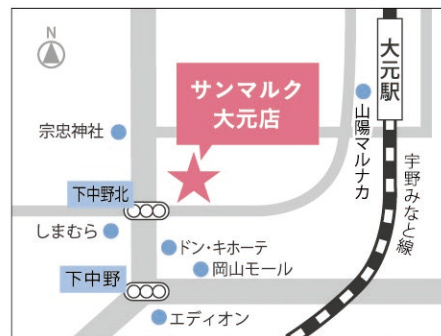 N
サンマルク
大元店
大元駅
宗忠神社
山陽マルナカ
宇野みなと線
下中野北
しまむら
ドン・キホーテ
下中野
岡山モール
エディオン